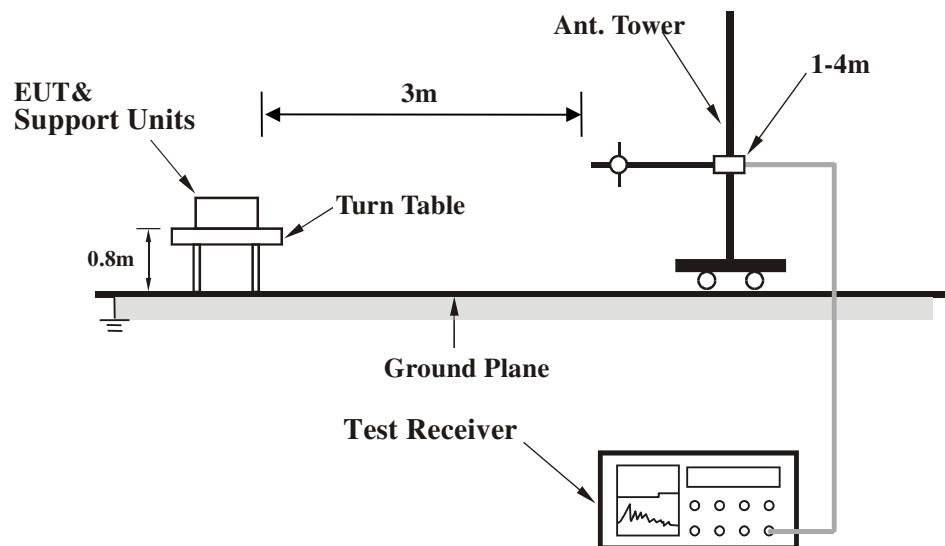 Ant. Tower
1-4m
3m
EUT&
Support Units
Turn Table
0.8m
Ground Plane
Test Receiver